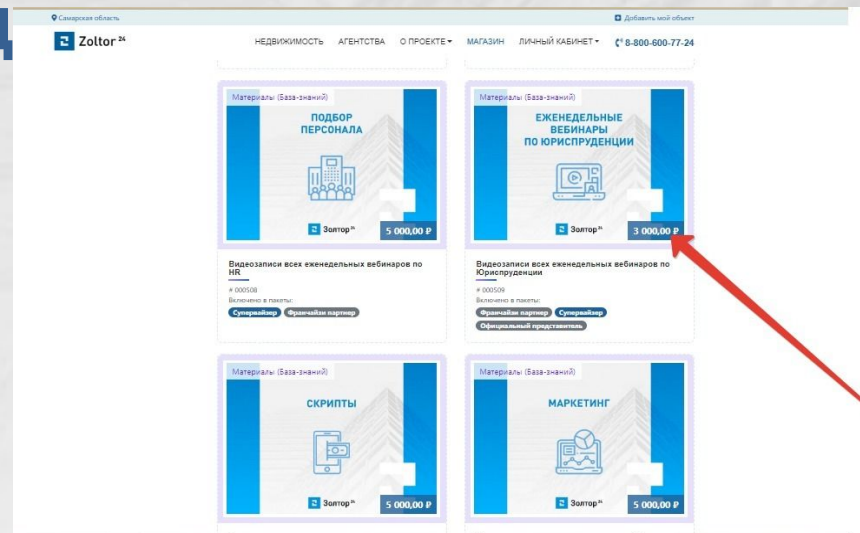 Самарская область
Добавить мой объект
Zoltor 24
НЕДВИЖИМОСТЬ АГЕНТСТВА О ПРОЕКТЕ МАГАЗИН ЛИЧНЫЙ КАБИНЕТ 8-800-600-77-24
Материалы (База-знаний)
ПОДБОР
ПЕРСОНАЛА
Золтор 24
5 000,00 ₽
Видеозаписи всех еженедельных вебинаров по
HR
# 000508
Включено в пакеты:
Супервайзер Франчайзи партнер
Материалы (База-знаний)
ЕЖЕНЕДЕЛЬНЫЕ
ВЕБИНАРЫ
ПО ЮРИСПРУДЕНЦИИ
Золтор 24
3 000,00 ₽
Видеозаписи всех еженедельных вебинаров по
Юриспруденции
# 000509
Включено в пакеты:
Франчайзи партнер Супервайзер
Официальный представитель
Материалы (База-знаний)
СКРИПТЫ
Золтор 24
5 000,00 ₽
Материалы (База-знаний)
МАРКЕТИНГ
Золтор 24
5 000,00 ₽